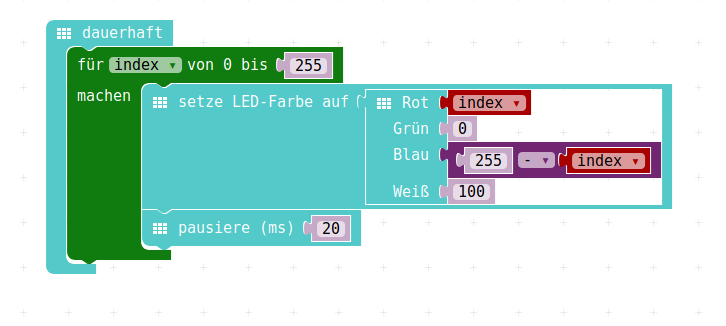 dauerhaft
für index von 0 bis 255
machen
setze LED-Farbe auf Rot index
Grün 0
Blau 255 - index
Weiß 100
pausiere (ms) 20